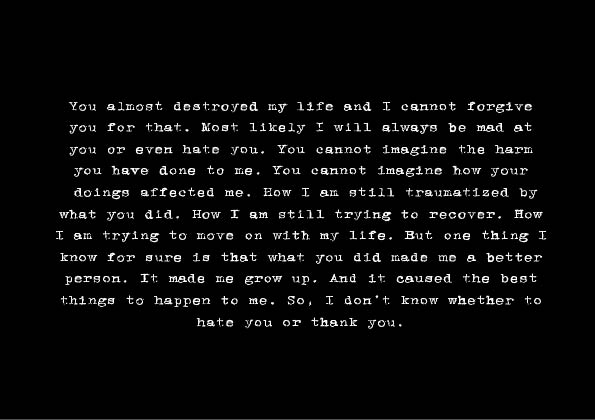 You almost destroyed my life and I cannot forgive
you for that. Most likely I will always be mad at
you or even hate you. You cannot imagine the harm
you have done to me. You cannot imagine how your
doings affected me. How I am still traumatized by
what you did. How I am still trying to recover. How
I am trying to move on with my life. But one thing I
know for sure is that what you did made me a better
person. It made me grow up. And it caused the best
things to happen to me. So, I don't know whether to
hate you or thank you.